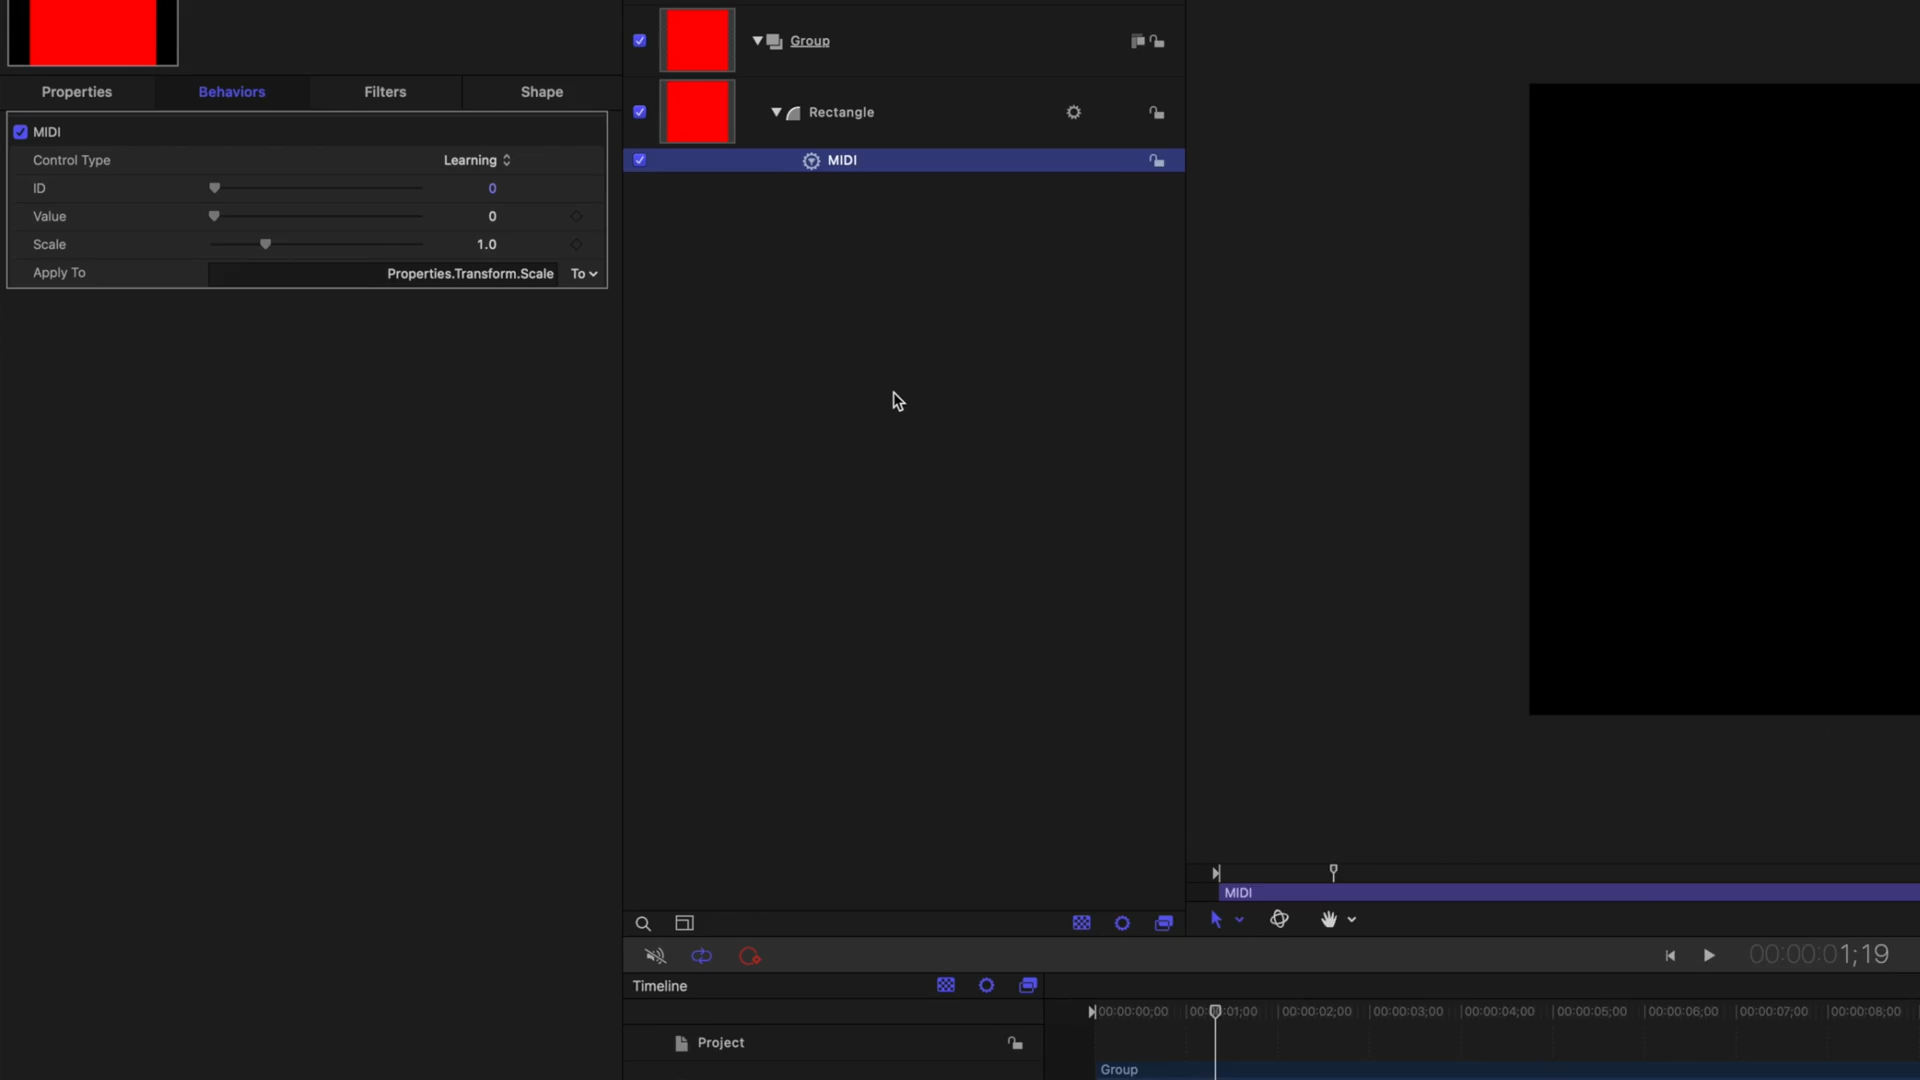 Group
Properties
Behaviors
Filters
Shape
Rectangle
MIDI
Control Type
Learning
MIDI
ID
0
Value
0
Scale
1.0
Apply To
Properties.Transform.Scale
To
MIDI
00:00:01;19
Timeline
00:00:00;00
00:00:01;00
00:00:02;00
00:00:03;00
00:00:04;00
00:00:05;00
00:00:06;00
00:00:07;00
00:00:08;00
Project
Group